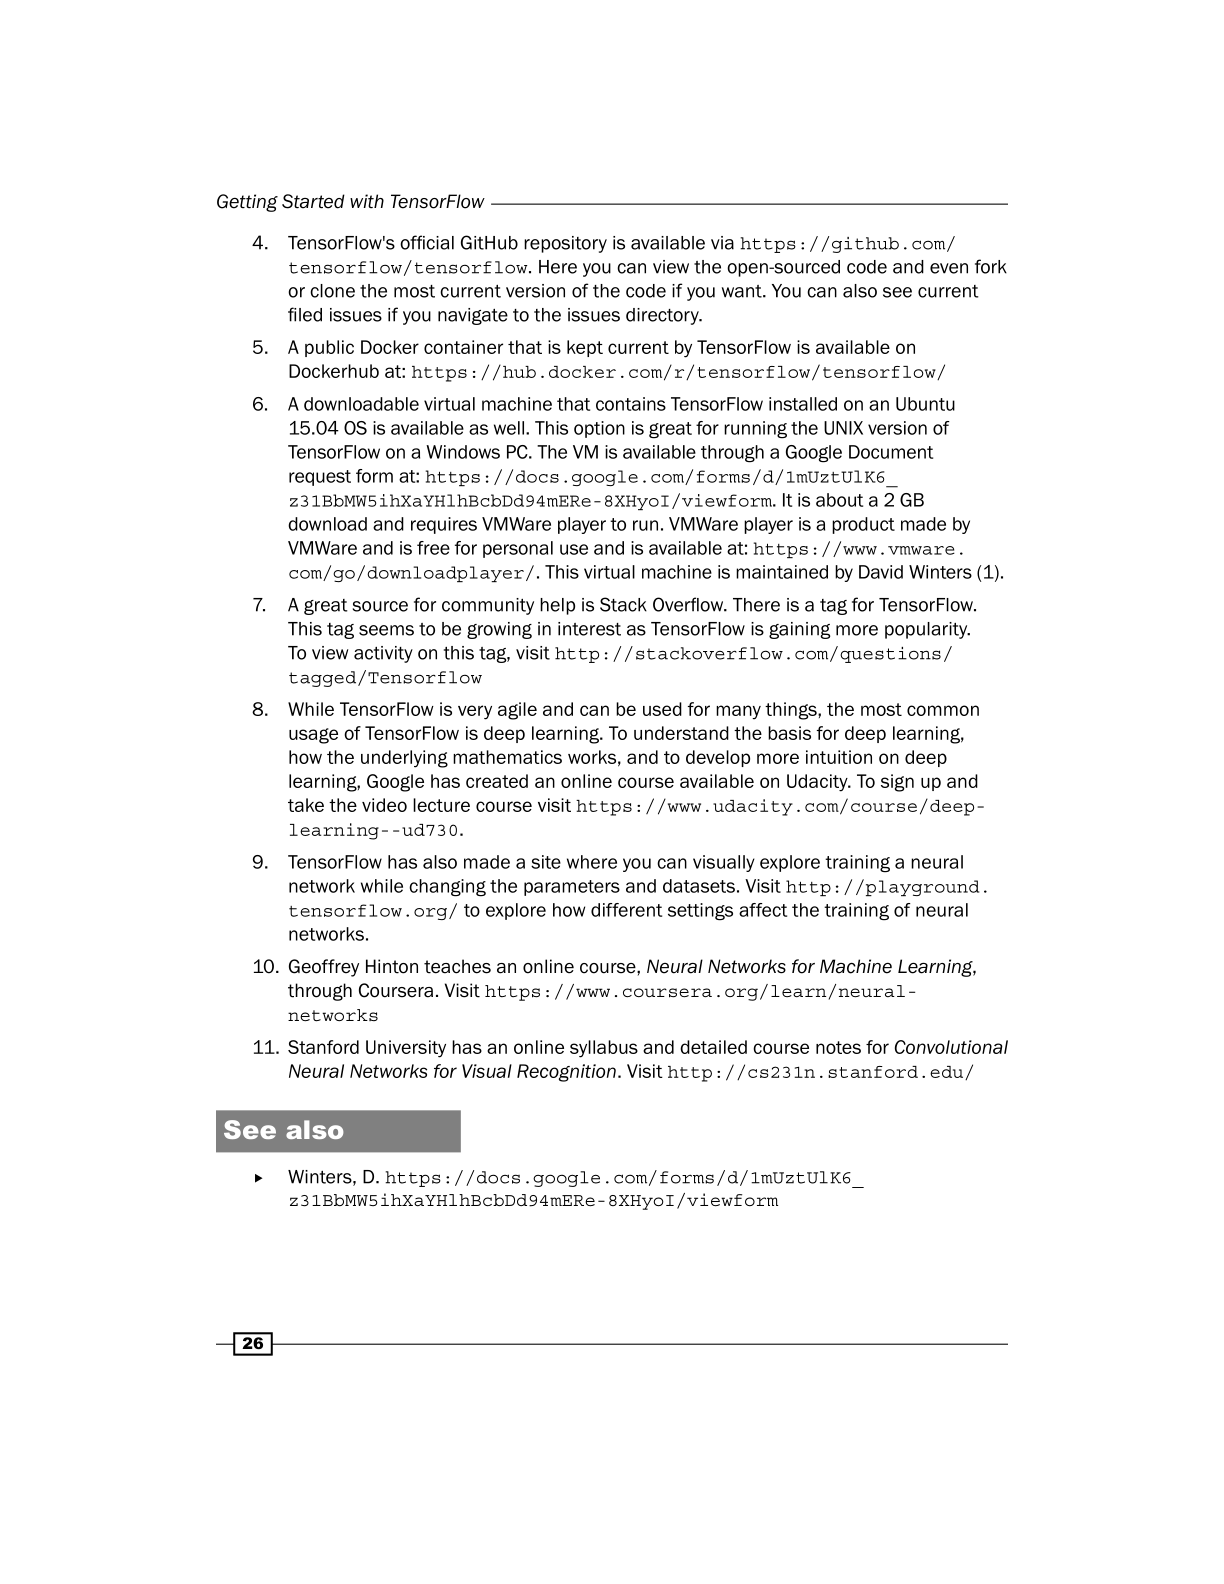 Getting Started with TensorFlow
4. TensorFlow's official GitHub repository is available via https://github.com/
tensorflow/tensorflow. Here you can view the open-sourced code and even fork
or clone the most current version of the code if you want. You can also see current
filed issues if you navigate to the issues directory.
5. A public Docker container that is kept current by TensorFlow is available on
Dockerhub at: https://hub.docker.com/r/tensorflow/tensorflow/
6. A downloadable virtual machine that contains TensorFlow installed on an Ubuntu
15.04 OS is available as well. This option is great for running the UNIX version of
TensorFlow on a Windows PC. The VM is available through a Google Document
request form at: https://docs.google.com/forms/d/1mUztUlK6_
z31BbMW5ihXaYHlhBcbDd94mERe-8XHyoI/viewform. It is about a 2 GB
download and requires VMWare player to run. VMWare player is a product made by
VMWare and is free for personal use and is available at: https://www.vmware.
com/go/downloadplayer/. This virtual machine is maintained by David Winters (1).
7. A great source for community help is Stack Overflow. There is a tag for TensorFlow.
This tag seems to be growing in interest as TensorFlow is gaining more popularity.
To view activity on this tag, visit http://stackoverflow.com/questions/
tagged/Tensorflow
8. While TensorFlow is very agile and can be used for many things, the most common
usage of TensorFlow is deep learning. To understand the basis for deep learning,
how the underlying mathematics works, and to develop more intuition on deep
learning, Google has created an online course available on Udacity. To sign up and
take the video lecture course visit https://www.udacity.com/course/deep-
learning--ud730.
9. TensorFlow has also made a site where you can visually explore training a neural
network while changing the parameters and datasets. Visit http://playground.
tensorflow.org/ to explore how different settings affect the training of neural
networks.
10. Geoffrey Hinton teaches an online course, Neural Networks for Machine Learning,
through Coursera. Visit https://www.coursera.org/learn/neural-
networks
11. Stanford University has an online syllabus and detailed course notes for Convolutional
Neural Networks for Visual Recognition. Visit http://cs231n.stanford.edu/
See also
Winters, D. https://docs.google.com/forms/d/1mUztUlK6_
z31BbMW5ihXaYHlhBcbDd94mERe-8XHyoI/viewform
26